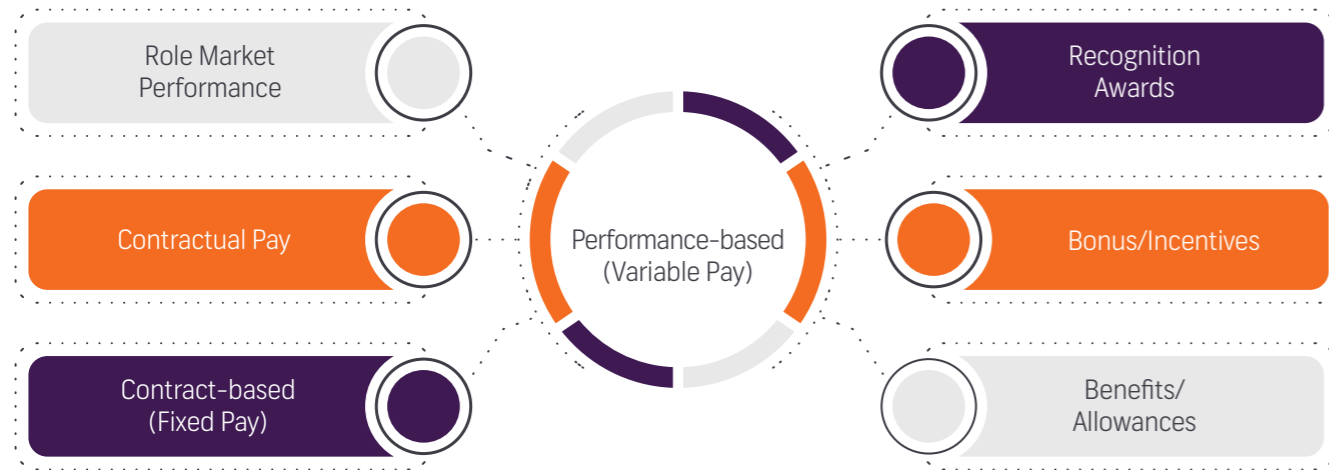 Role Market
Performance
Contractual Pay
Contract-based
(Fixed Pay)
Performance-based
(Variable Pay)
Recognition
Awards
Bonus/Incentives
Benefits/
Allowances